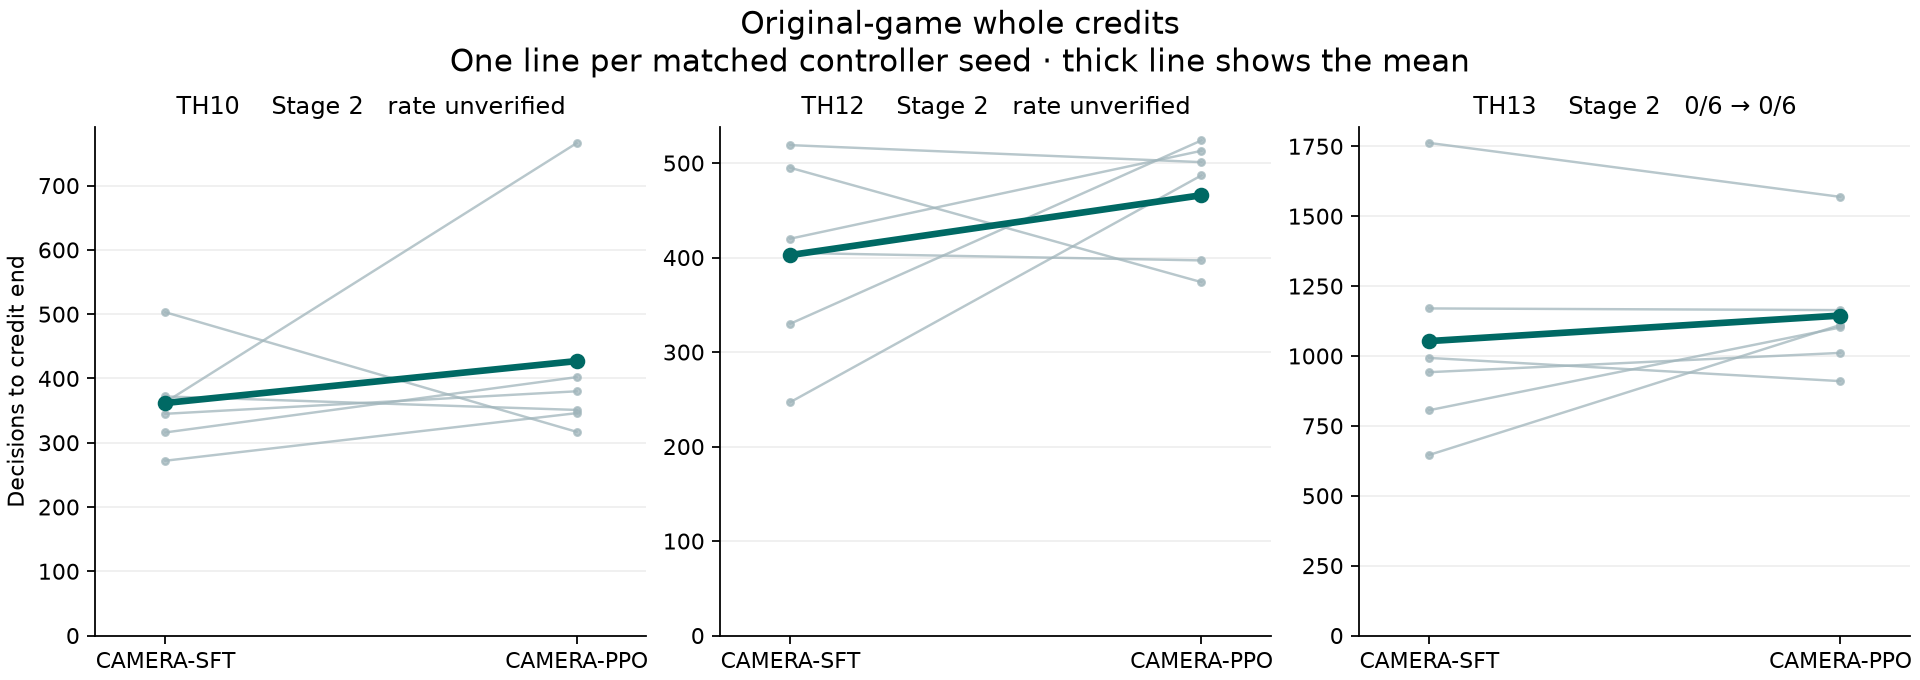 Original-game whole credits
One line per matched controller seed · thick line shows the mean
TH10 Stage 2 rate unverified
TH12 Stage 2 rate unverified
TH13 Stage 2 0/6 → 0/6
Decisions to credit end
700
600
500
400
300
200
100
0
CAMERA-SFT
CAMERA-PPO
500
400
300
200
100
0
CAMERA-SFT
CAMERA-PPO
1750
1500
1250
1000
750
500
250
0
CAMERA-SFT
CAMERA-PPO